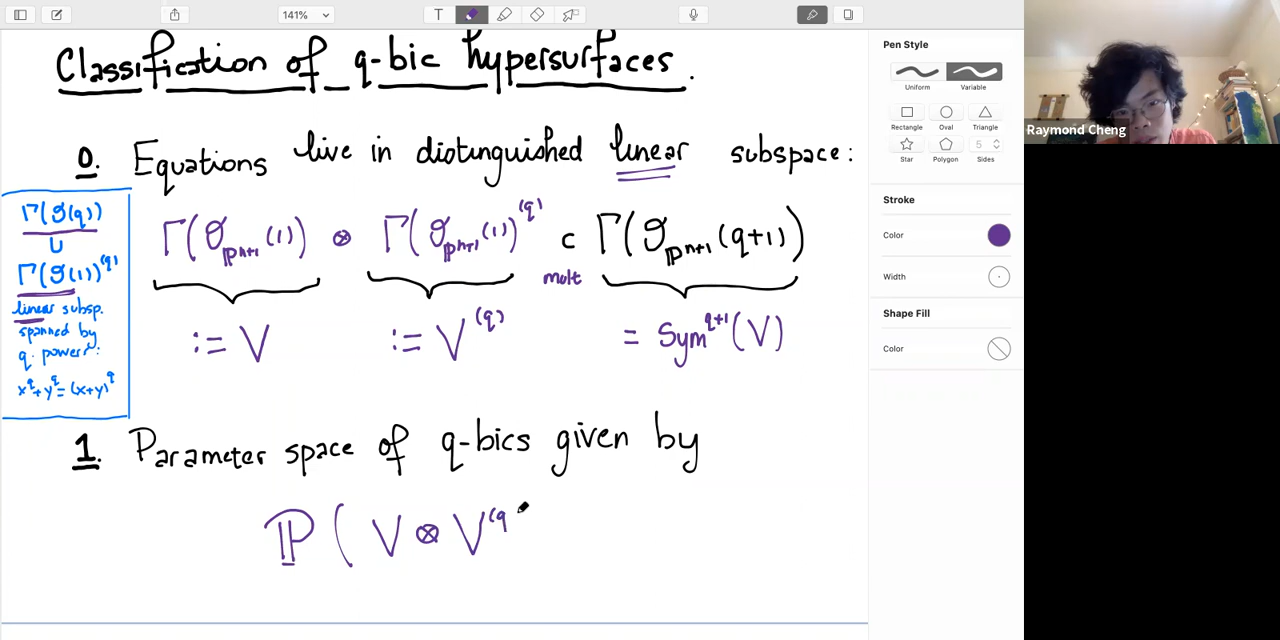 141%
T
Classification of q-bic hypersurfaces.
0. Equations live in distinguished linear subspace:
Γ(O(q))
∪
Γ(O(1))^(q)
linear subsp.
spanned by
q. powers:
x^q+y^q=(x+y)^q
Γ(O_ℙ^n+1(1) ⊗ Γ(O_ℙ^n+1(1))^(q) ⊂ Γ(O_ℙ^n+1(q+1))
mult
:= V := V^(q) = Sym^q+1(V)
1. Parameter space of q-bics given by
ℙ( V ⊗ V^(q
Pen Style
Uniform Variable
Rectangle Oval Triangle
Star Polygon 5 Sides
Stroke
Color
Width
Shape Fill
Color
Raymond Cheng